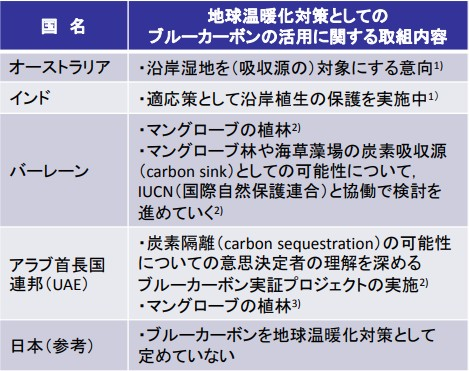 国 名
地球温暖化対策としての
ブルーカーボンの活用に関する取組内容
オーストラリア
・沿岸湿地を(吸収源の)対象にする意向1)
インド
・適応策として沿岸植生の保護を実施中1)
バーレーン
・マングローブの植林2)
・マングローブ林や海草藻場の炭素吸収源
(carbon sink)としての可能性について,
IUCN(国際自然保護連合)と協働で検討を
進めていく2)
アラブ首長国
連邦(UAE)
・炭素隔離(carbon sequestration)の可能性
についての意思決定者の理解を深める
ブルーカーボン実証プロジェクトの実施2)
・マングローブの植林3)
日本(参考)
・ブルーカーボンを地球温暖化対策として
定めていない